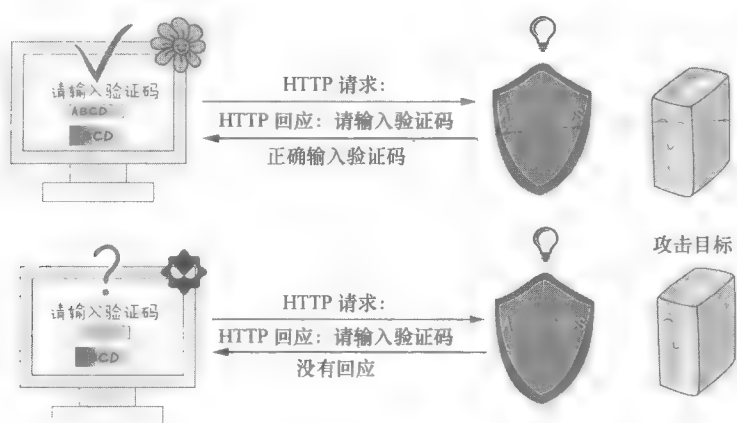 请输入验证码
ABCD
BCD
HTTP 请求：
HTTP 回应：请输入验证码
正确输入验证码
攻击目标
?
请输入验证码
CD
HTTP 请求：
HTTP 回应：请输入验证码
没有回应